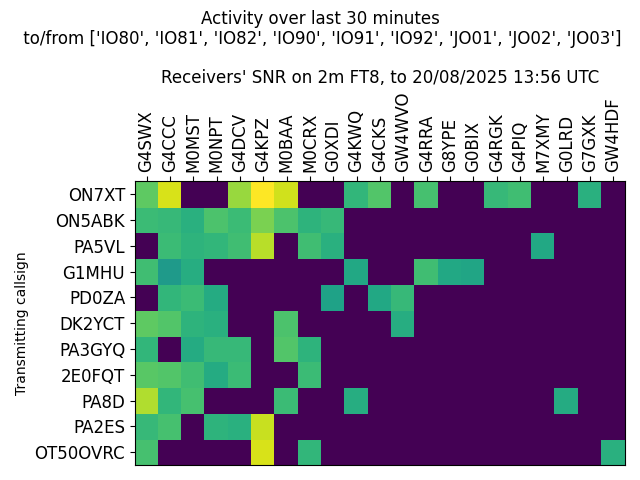 Activity over last 30 minutes
to/from ['IO80', 'IO81', 'IO82', 'IO90', 'IO91', 'IO92', 'JO01', 'JO02', 'JO03']
Receivers' SNR on 2m FT8, to 20/08/2025 13:56 UTC
G4SWX
G4CCC
M0MST
M0NPT
G4DCV
G4KPZ
M0BAA
M0CRX
G0XDI
G4KWQ
G4CKS
GW4WVO
G4RRA
G8YPE
G0BIX
G4RGK
G4PIQ
M7XMY
G0LRD
G7GXK
GW4HDF
Transmitting callsign
ON7XT
ON5ABK
PA5VL
G1MHU
PD0ZA
DK2YCT
PA3GYQ
2E0FQT
PA8D
PA2ES
OT50OVRC